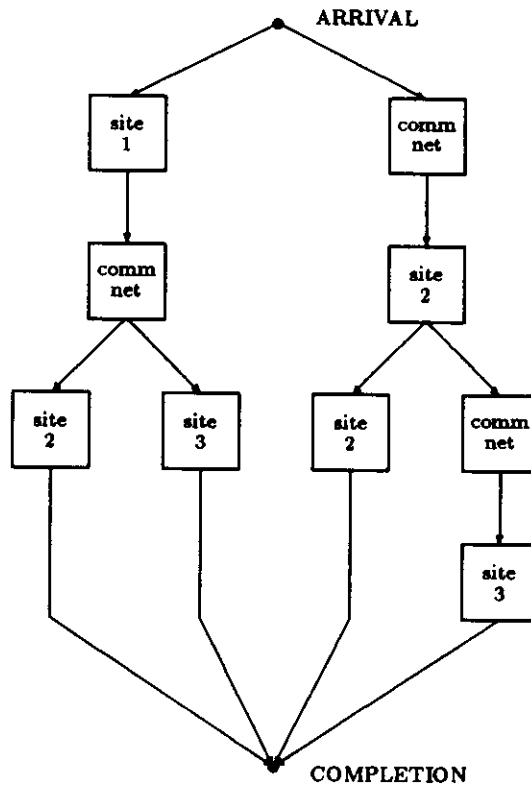 ARRIVAL
site
1
comm
net
comm
net
site
2
site
2
site
3
site
2
comm
net
site
3
COMPLETION